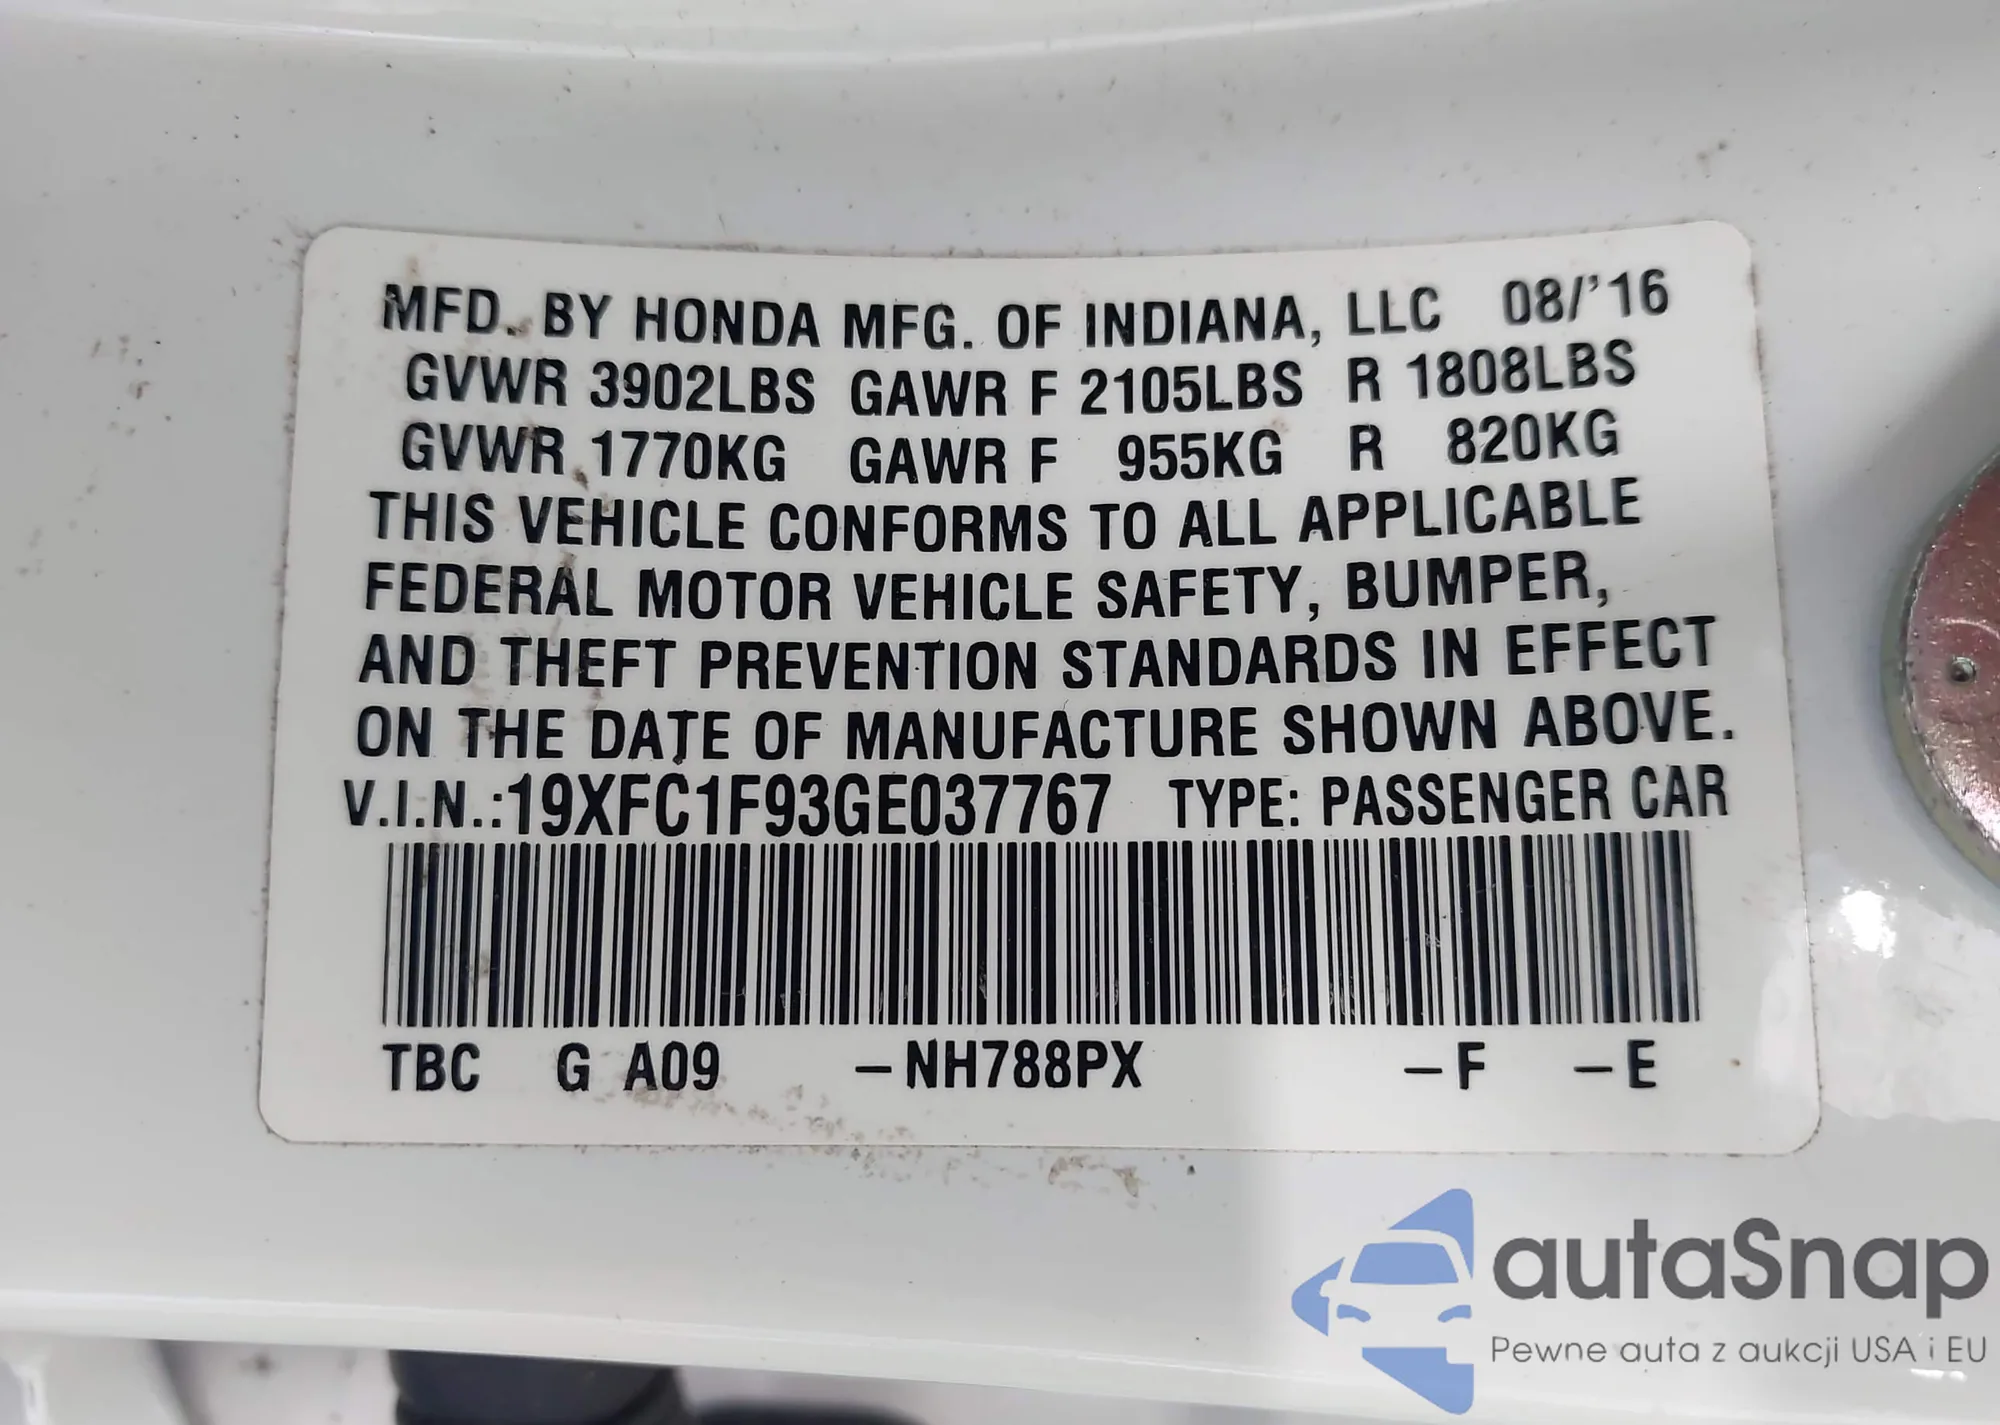 MFD. BY HONDA MFG. OF INDIANA, LLC 08/'16
GVWR 3902LBS GAWR F 2105LBS R 1808LBS
GVWR 1770KG GAWR F 955KG R 820KG
THIS VEHICLE CONFORMS TO ALL APPLICABLE
FEDERAL MOTOR VEHICLE SAFETY, BUMPER,
AND THEFT PREVENTION STANDARDS IN EFFECT
ON THE DATE OF MANUFACTURE SHOWN ABOVE.
V.I.N.:19XFC1F93GE037767 TYPE: PASSENGER CAR
TBC G A09 –NH788PX –F –E
autaSnap
Pewne auta z aukcji USA i EU